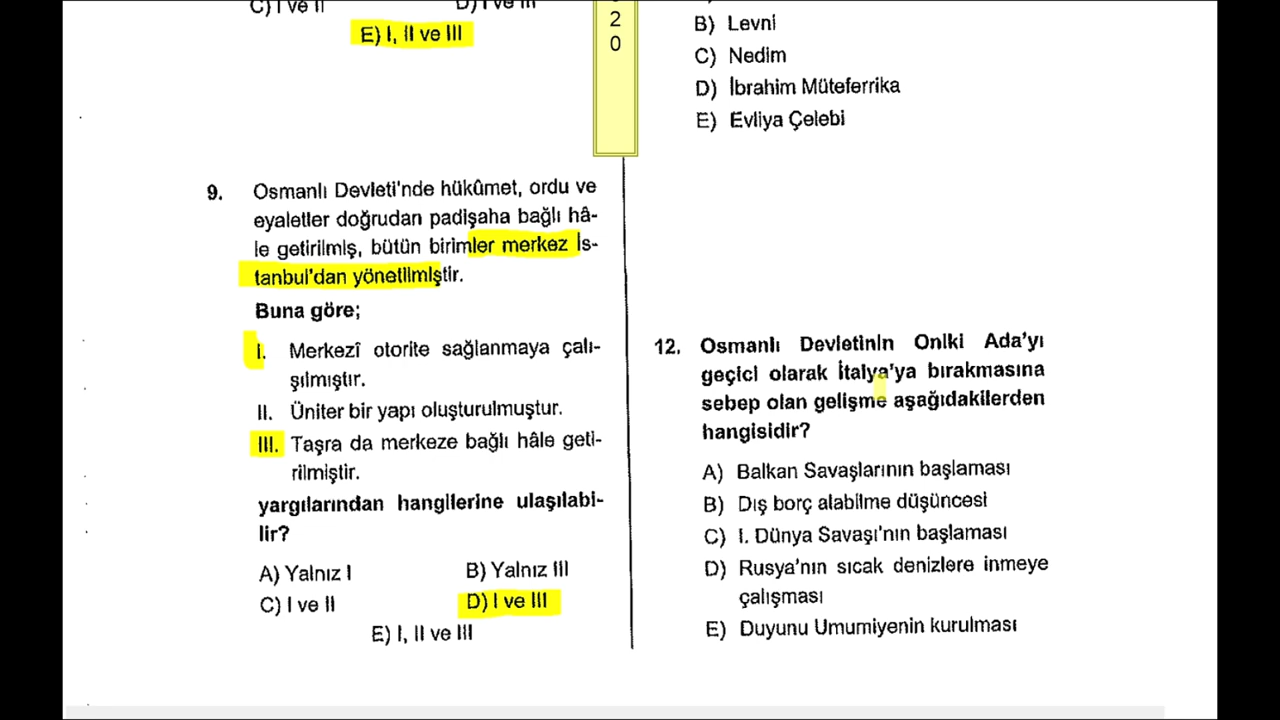 C) I ve II
D) I ve III
E) I, II ve III
9. Osmanlı Devleti'nde hükûmet, ordu ve
eyaletler doğrudan padişaha bağlı hâ-
le getirilmiş, bütün birimler merkez İs-
tanbul'dan yönetilmiştir.
Buna göre;
I. Merkezî otorite sağlanmaya çalı-
şılmıştır.
II. Üniter bir yapı oluşturulmuştur.
III. Taşra da merkeze bağlı hâle geti-
rilmiştir.
yargılarından hangilerine ulaşılabi-
lir?
A) Yalnız I
B) Yalnız III
C) I ve II
D) I ve III
E) I, II ve III
2
0
B) Levni
C) Nedim
D) İbrahim Müteferrika
E) Evliya Çelebi
12. Osmanlı Devletinin Oniki Ada'yı
geçici olarak İtalya'ya bırakmasına
sebep olan gelişme aşağıdakilerden
hangisidir?
A) Balkan Savaşlarının başlaması
B) Dış borç alabilme düşüncesi
C) I. Dünya Savaşı'nın başlaması
D) Rusya'nın sıcak denizlere inmeye
çalışması
E) Duyunu Umumiyenin kurulması